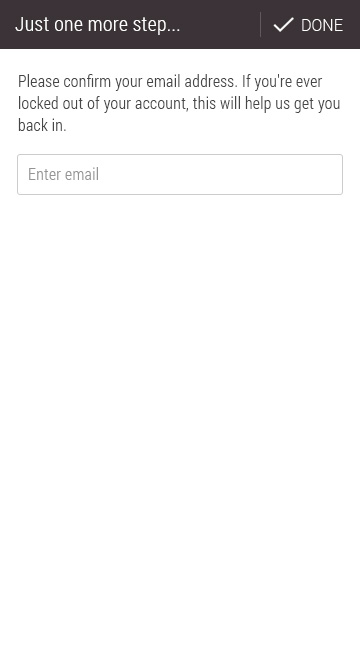 Just one more step...
DONE
Please confirm your email address. If you're ever
locked out of your account, this will help us get you
back in.
Enter email